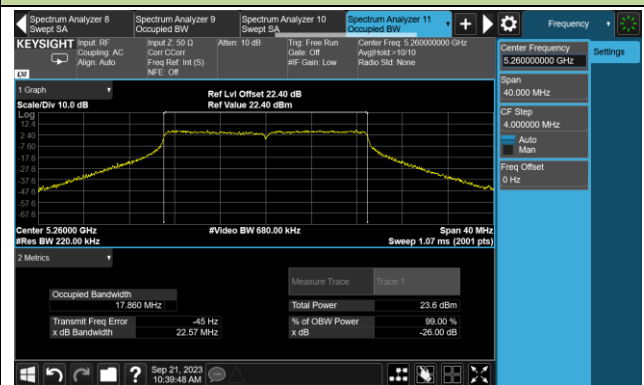 Spectrum Analyzer 8
Swept SA
Spectrum Analyzer 9
Occupied BW
Spectrum Analyzer 10
Swept SA
Spectrum Analyzer 11
Occupied BW
Frequency
KEYSIGHT
Input: RF
Coupling: AC
Align: Auto
Input Z: 50 Ω
Corr CCorr
Freq Ref: Int (S)
NFE: Off
Atten: 10 dB
Trig: Free Run
Gate: Off
#IF Gain: Low
Center Freq: 5.260000000 GHz
Avg|Hold:>10/10
Radio Std: None
LXI
Center Frequency
5.260000000 GHz
Settings
Span
40.000 MHz
CF Step
4.000000 MHz
Auto
Man
Freq Offset
0 Hz
1 Graph
Scale/Div 10.0 dB
Ref Lvl Offset 22.40 dB
Ref Value 22.40 dBm
Log
12.4
2.40
-7.60
-17.6
-27.6
-37.6
-47.6
-57.6
-67.6
Center 5.26000 GHz
#Res BW 220.00 kHz
#Video BW 680.00 kHz
Span 40 MHz
Sweep 1.07 ms (2001 pts)
2 Metrics
Measure Trace
Trace 1
Occupied Bandwidth
17.860 MHz
Total Power
23.6 dBm
Transmit Freq Error
-45 Hz
% of OBW Power
99.00 %
x dB Bandwidth
22.57 MHz
x dB
-26.00 dB
Sep 21, 2023
10:39:48 AM